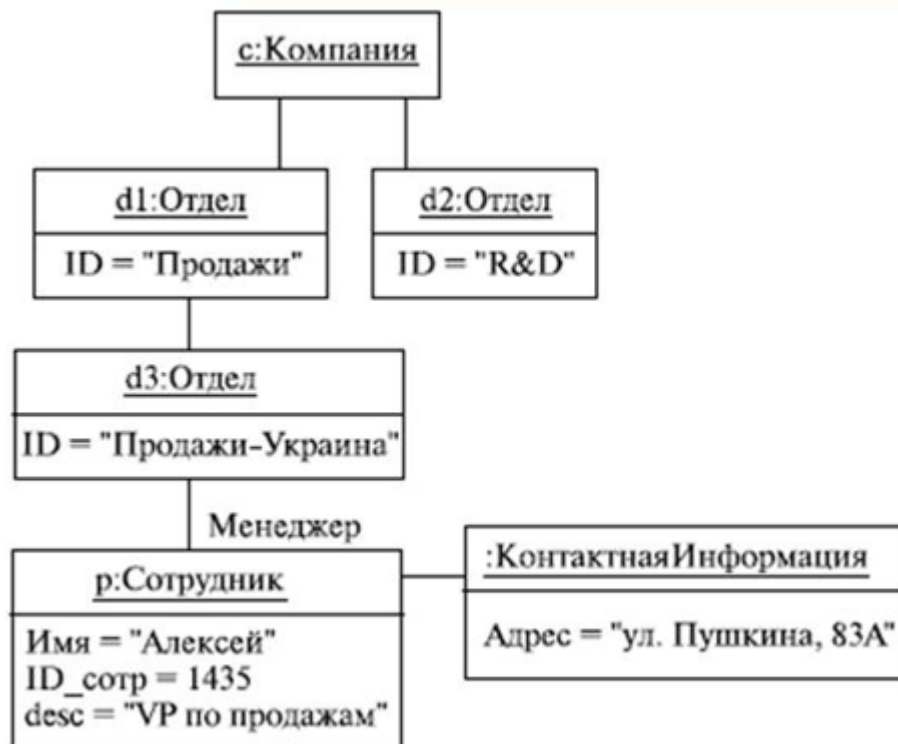 c:Компания
d1:Отдел
ID = "Продажи"
d2:Отдел
ID = "R&D"
d3:Отдел
ID = "Продажи-Украина"
Менеджер
p:Сотрудник
Имя = "Алексей"
ID_сотр = 1435
desc = "VP по продажам"
:КонтактнаяИнформация
Адрес = "ул. Пушкина, 83А"